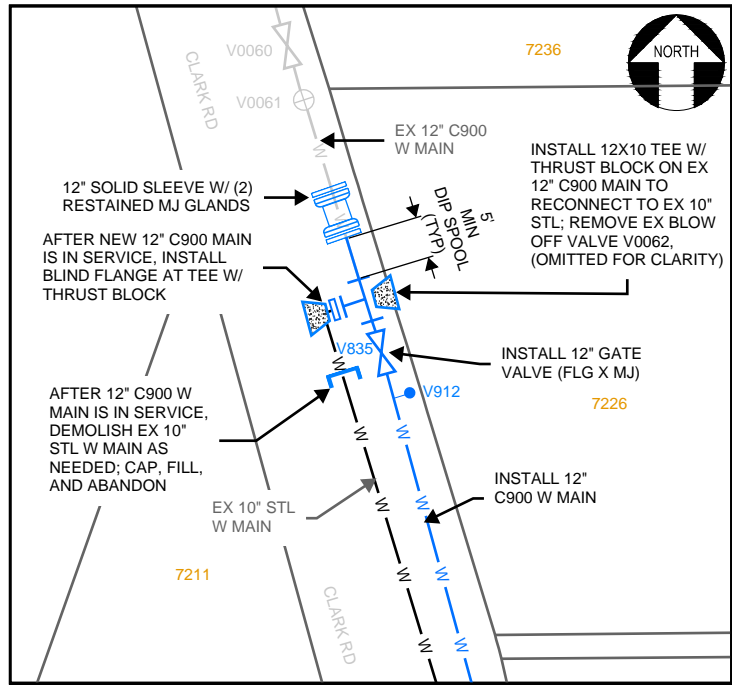 V0060
7236
NORTH
CLARK RD
V0061
EX 12" C900
W MAIN
INSTALL 12X10 TEE W/
THRUST BLOCK ON EX
12" C900 MAIN TO
RECONNECT TO EX 10"
STL; REMOVE EX BLOW
OFF VALVE V0062,
(OMITTED FOR CLARITY)
W
12" SOLID SLEEVE W/ (2)
RESTAINED MJ GLANDS
W
5'
MIN
DIP SPOOL
(TYP)
AFTER NEW 12" C900 MAIN
IS IN SERVICE, INSTALL
BLIND FLANGE AT TEE W/
THRUST BLOCK
V835
INSTALL 12" GATE
VALVE (FLG X MJ)
W
V912
AFTER 12" C900 W
MAIN IS IN SERVICE,
DEMOLISH EX 10"
STL W MAIN AS
NEEDED; CAP, FILL,
AND ABANDON
7226
W
W
INSTALL 12"
C900 W MAIN
EX 10" STL
W MAIN
W
W
7211
W
W
CLARK RD
W
W